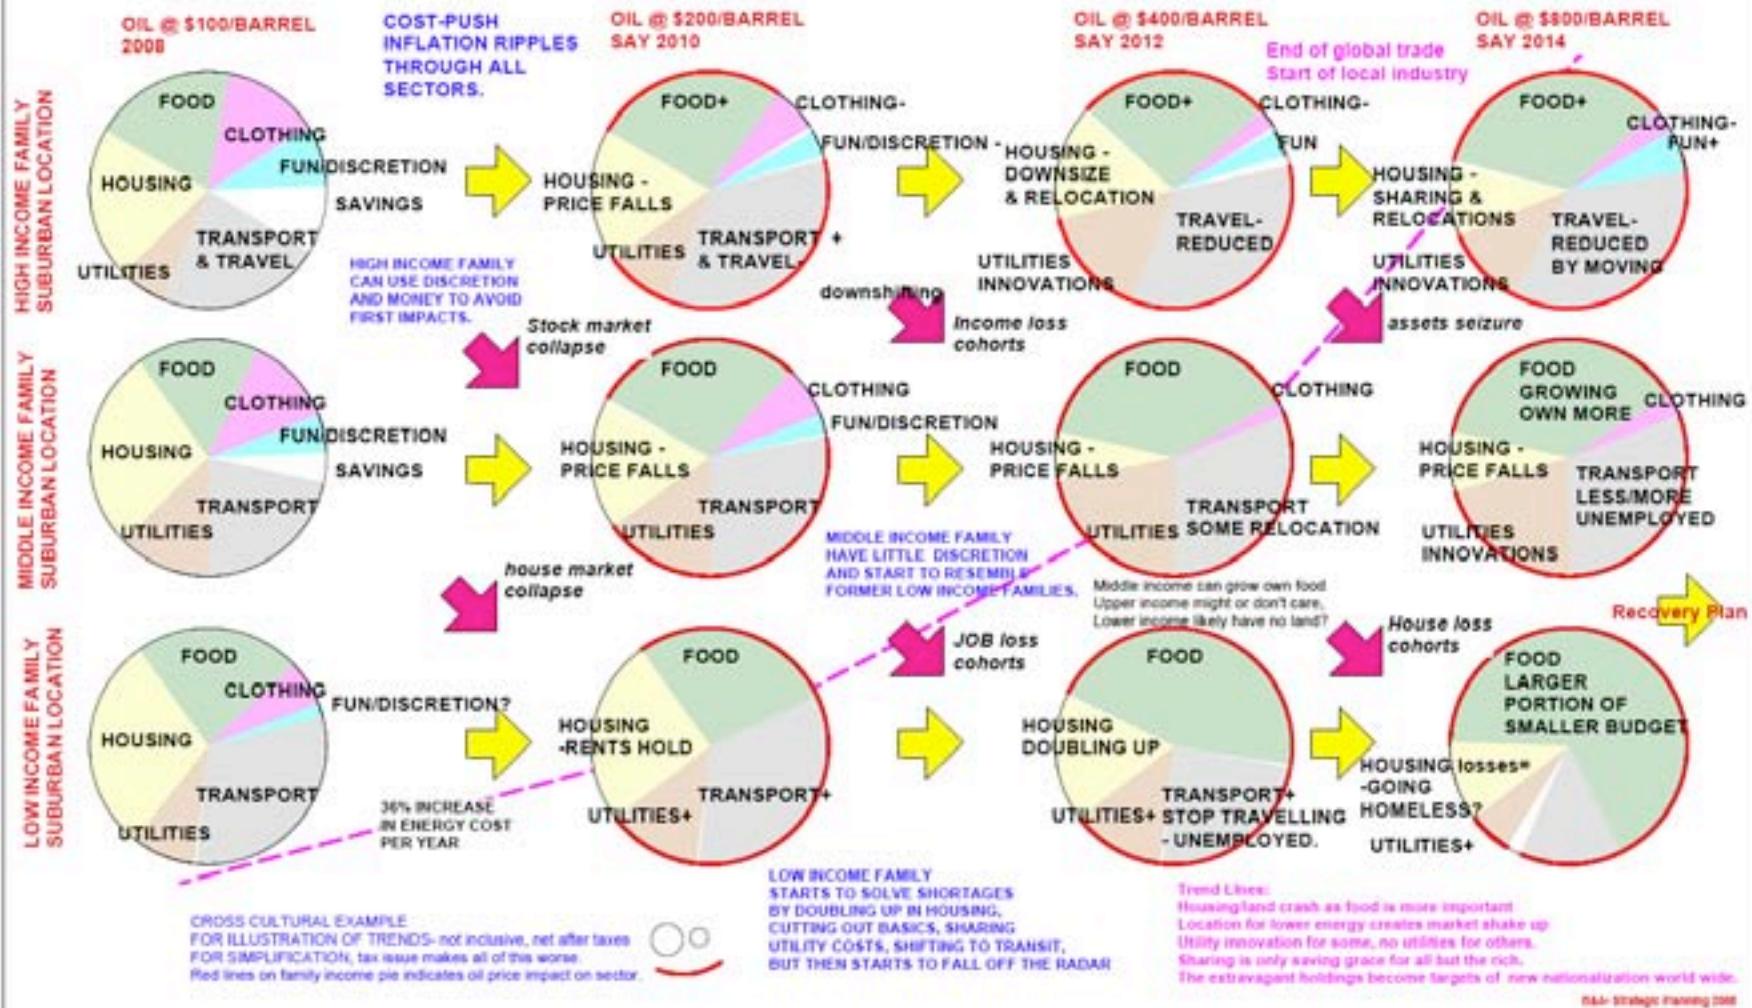 OIL @ $100/BARREL
2008
COST-PUSH
INFLATION RIPPLES
THROUGH ALL
SECTORS.
OIL @ $200/BARREL
SAY 2010
OIL @ $400/BARREL
SAY 2012
End of global trade
Start of local industry
OIL @ $800/BARREL
SAY 2014
HIGH INCOME FAMILY
SUBURBAN LOCATION
FOOD
CLOTHING
FUN/DISCRETION
SAVINGS
HOUSING
TRANSPORT
& TRAVEL
UTILITIES
FOOD+
CLOTHING-
FUN/DISCRETION -
HOUSING -
PRICE FALLS
UTILITIES
TRANSPORT +
& TRAVEL-
FOOD+
CLOTHING-
FUN
HOUSING -
DOWNSIZE
& RELOCATION
TRAVEL-
REDUCED
UTILITIES
INNOVATIONS
FOOD+
CLOTHING-
FUN+
HOUSING -
SHARING &
RELOCATIONS
TRAVEL-
REDUCED
BY MOVING
UTILITIES
INNOVATIONS
HIGH INCOME FAMILY
CAN USE DISCRETION
AND MONEY TO AVOID
FIRST IMPACTS.
Stock market
collapse
downshifting
Income loss
cohorts
assets seizure
MIDDLE INCOME FAMILY
SUBURBAN LOCATION
FOOD
CLOTHING
FUN/DISCRETION
HOUSING
SAVINGS
TRANSPORT
UTILITIES
FOOD
CLOTHING
FUN/DISCRETION
HOUSING -
PRICE FALLS
TRANSPORT
UTILITIES
FOOD
CLOTHING
HOUSING -
PRICE FALLS
TRANSPORT
SOME RELOCATION
UTILITIES
FOOD
GROWING
OWN MORE
CLOTHING
HOUSING -
PRICE FALLS
TRANSPORT
LESS/MORE
UNEMPLOYED
UTILITIES
INNOVATIONS
house market
collapse
MIDDLE INCOME FAMILY
HAVE LITTLE DISCRETION
AND START TO RESEMBLE
FORMER LOW INCOME FAMILIES.
Middle income can grow own food
Upper income might or don't care,
Lower income likely have no land?
JOB loss
cohorts
House loss
cohorts
Recovery Plan
LOW INCOME FAMILY
SUBURBAN LOCATION
FOOD
CLOTHING
FUN/DISCRETION?
HOUSING
TRANSPORT
UTILITIES
FOOD
HOUSING
-RENTS HOLD
TRANSPORT+
UTILITIES+
FOOD
HOUSING
DOUBLING UP
UTILITIES+
TRANSPORT+
STOP TRAVELLING
- UNEMPLOYED.
FOOD
LARGER
PORTION OF
SMALLER BUDGET
HOUSING losses=
-GOING
HOMELESS?
UTILITIES+
36% INCREASE
IN ENERGY COST
PER YEAR
CROSS CULTURAL EXAMPLE
FOR ILLUSTRATION OF TRENDS- not inclusive, net after taxes
FOR SIMPLIFICATION, tax issue makes all of this worse.
Red lines on family income pie indicates oil price impact on sector.
LOW INCOME FAMILY
STARTS TO SOLVE SHORTAGES
BY DOUBLING UP IN HOUSING,
CUTTING OUT BASICS, SHARING
UTILITY COSTS, SHIFTING TO TRANSIT,
BUT THEN STARTS TO FALL OFF THE RADAR
Trend Lines:
Housing/land crash as food is more important
Location for lower energy creates market shake up
Utility innovation for some, no utilities for others.
Sharing is only saving grace for all but the rich.
The extravagant holdings become targets of new nationalization world wide.
Strategic Planning 2008